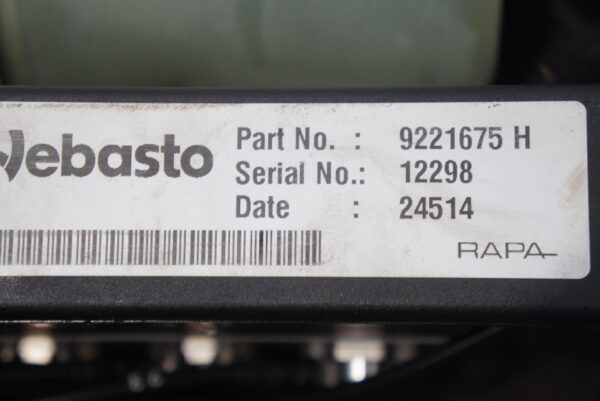 Webasto
Part No. : 9221675 H
Serial No.: 12298
Date : 24514
RAPA